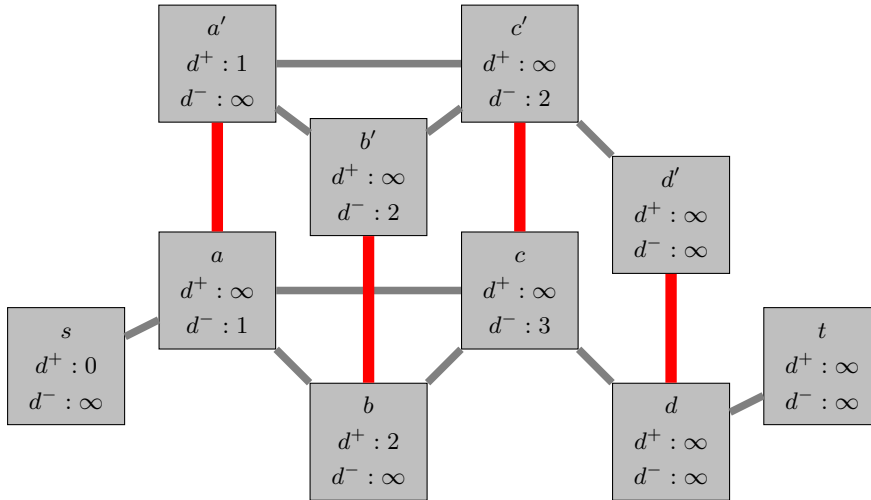 a′
d⁺ : 1
d⁻ : ∞
c′
d⁺ : ∞
d⁻ : 2
b′
d⁺ : ∞
d⁻ : 2
d′
d⁺ : ∞
d⁻ : ∞
a
d⁺ : ∞
d⁻ : 1
c
d⁺ : ∞
d⁻ : 3
s
d⁺ : 0
d⁻ : ∞
t
d⁺ : ∞
d⁻ : ∞
b
d⁺ : 2
d⁻ : ∞
d
d⁺ : ∞
d⁻ : ∞